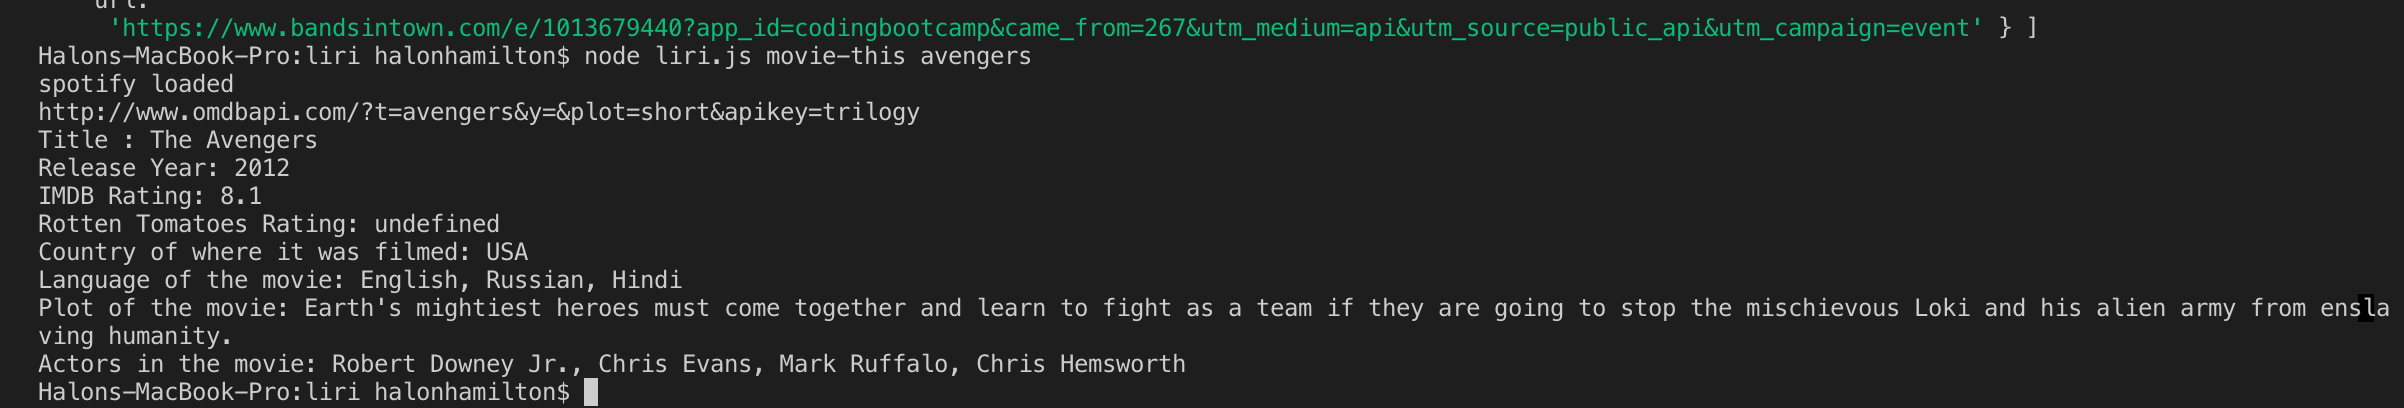 url:
'https://www.bandsintown.com/e/1013679440?app_id=codingbootcamp&came_from=267&utm_medium=api&utm_source=public_api&utm_campaign=event' } ]
Halons-MacBook-Pro:liri halonhamilton$ node liri.js movie-this avengers
spotify loaded
http://www.omdbapi.com/?t=avengers&y=&plot=short&apikey=trilogy
Title : The Avengers
Release Year: 2012
IMDB Rating: 8.1
Rotten Tomatoes Rating: undefined
Country of where it was filmed: USA
Language of the movie: English, Russian, Hindi
Plot of the movie: Earth's mightiest heroes must come together and learn to fight as a team if they are going to stop the mischievous Loki and his alien army from ensla
ving humanity.
Actors in the movie: Robert Downey Jr., Chris Evans, Mark Ruffalo, Chris Hemsworth
Halons-MacBook-Pro:liri halonhamilton$